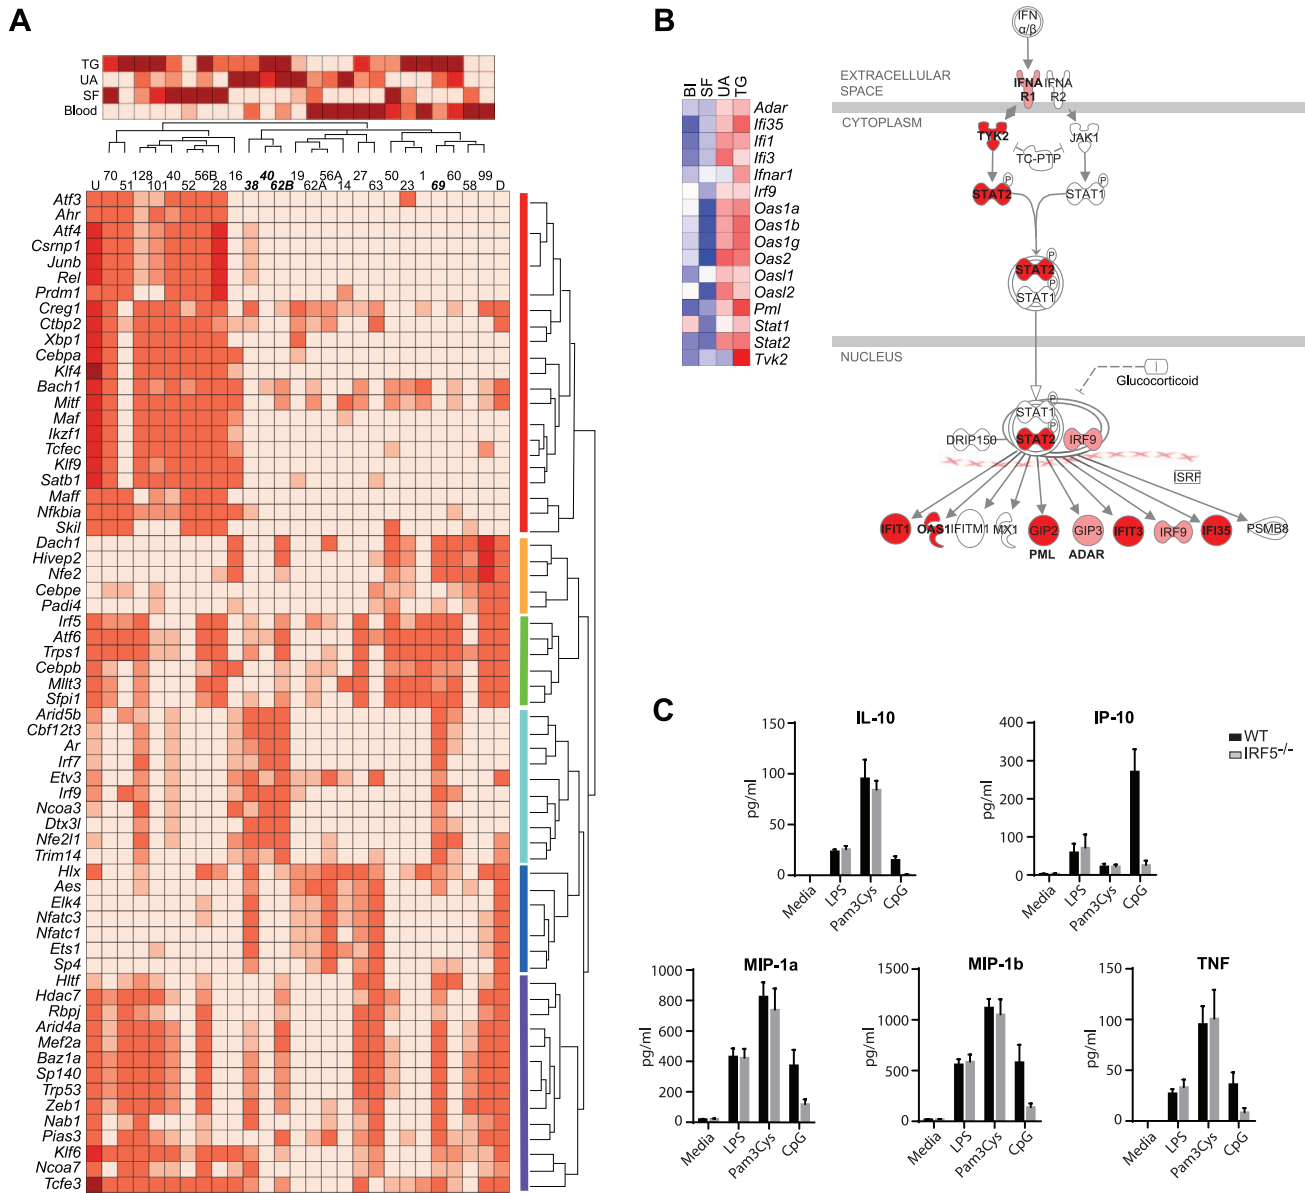 A
TG
UA
SF
Blood
70 128 40 56B 16 40 19 56A 27 50 1 60 99
U 51 101 52 28 38 62B 62A 14 63 23 69 58 D
Atf3
Ahr
Atf4
Csrnp1
Junb
Rel
Prdm1
Creg1
Ctbp2
Xbp1
Cebpa
Klf4
Bach1
Mitf
Maf
Ikzf1
Tcfec
Klf9
Satb1
Maff
Nfkbia
Skil
Dach1
Hivep2
Nfe2
Cebpe
Padi4
Irf5
Atf6
Trps1
Cebpb
Mllt3
Sfpi1
Arid5b
Cbf12t3
Ar
Irf7
Etv3
Irf9
Ncoa3
Dtx3l
Nfe2l1
Trim14
Hlx
Aes
Elk4
Nfatc3
Nfatc1
Ets1
Sp4
Hltf
Hdac7
Rbpj
Arid4a
Mef2a
Baz1a
Sp140
Trp53
Zeb1
Nab1
Pias3
Klf6
Ncoa7
Tcfe3
B
BI SF UA TG
Adar
Ifi35
Ifi1
Ifi3
Ifnar1
Irf9
Oas1a
Oas1b
Oas1g
Oas2
Oasl1
Oasl2
Pml
Stat1
Stat2
Tvk2
IFN
α/β
EXTRACELLULAR
SPACE
IFNA
R1
IFNA
R2
CYTOPLASM
TYK2
JAK1
TC-PTP
P
STAT2
P
STAT1
P
STAT2
P
STAT1
NUCLEUS
Glucocorticoid
P
STAT1
P
STAT2
DRIP150
IRF9
ISRF
IFIT1 OAS1 IFITM1 MX1 GIP2 GIP3 IFIT3 IRF9 IFI35 PSMB8
PML ADAR
C
IL-10
pg/ml
150
100
50
0
Media LPS Pam3Cys CpG
IP-10
pg/ml
400
300
200
100
0
Media LPS Pam3Cys CpG
WT
IRF5-/-
MIP-1a
pg/ml
1000
800
600
400
200
0
Media LPS Pam3Cys CpG
MIP-1b
pg/ml
1500
1000
500
0
Media LPS Pam3Cys CpG
TNF
pg/ml
150
100
50
0
Media LPS Pam3Cys CpG